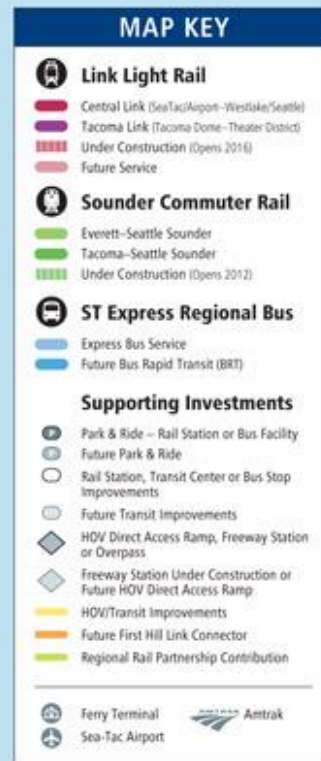 MAP KEY
Link Light Rail
Central Link (SeaTac/Airport–Westlake/Seattle)
Tacoma Link (Tacoma Dome–Theater District)
Under Construction (Opens 2016)
Future Service
Sounder Commuter Rail
Everett–Seattle Sounder
Tacoma–Seattle Sounder
Under Construction (Opens 2012)
ST Express Regional Bus
Express Bus Service
Future Bus Rapid Transit (BRT)
Supporting Investments
P Park & Ride – Rail Station or Bus Facility
P Future Park & Ride
Rail Station, Transit Center or Bus Stop
Improvements
Future Transit Improvements
HOV Direct Access Ramp, Freeway Station
or Overpass
Freeway Station Under Construction or
Future HOV Direct Access Ramp
HOV/Transit Improvements
Future First Hill Link Connector
Regional Rail Partnership Contribution
Ferry Terminal AMTRAK Amtrak
Sea-Tac Airport